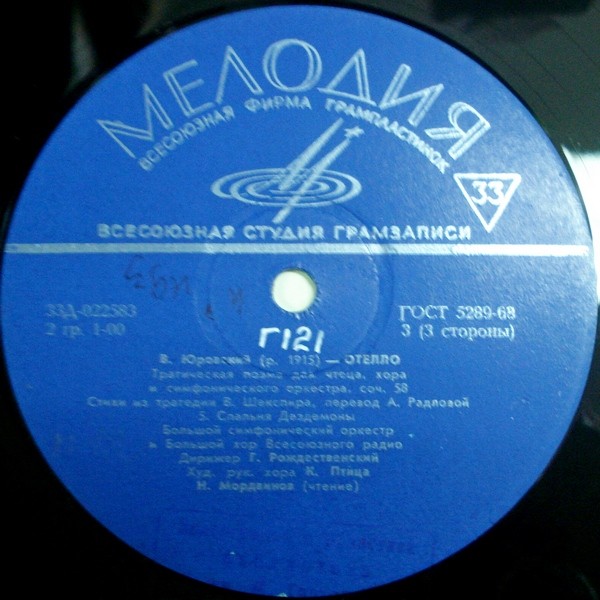 МЕЛОДИЯ
ВСЕСОЮЗНАЯ ФИРМА ГРАМПЛАСТИНОК
33
ВСЕСОЮЗНАЯ СТУДИЯ ГРАМЗАПИСИ
33Д-022583
ГОСТ 5289-68
2 гр. 1-00
3 (3 стороны)
Г121
В. Юровский (р. 1915) — ОТЕЛЛО
Трагическая поэма для чтеца, хора
и симфонического оркестра, соч. 58
Стихи из трагедии В. Шекспира, перевод А. Радловой
5. Спальня Дездемоны
Большой симфонический оркестр
и Большой хор Всесоюзного радио
Дирижер Г. Рождественский
Худ. рук. хора К. Птица
Н. Мордвинов (чтение)